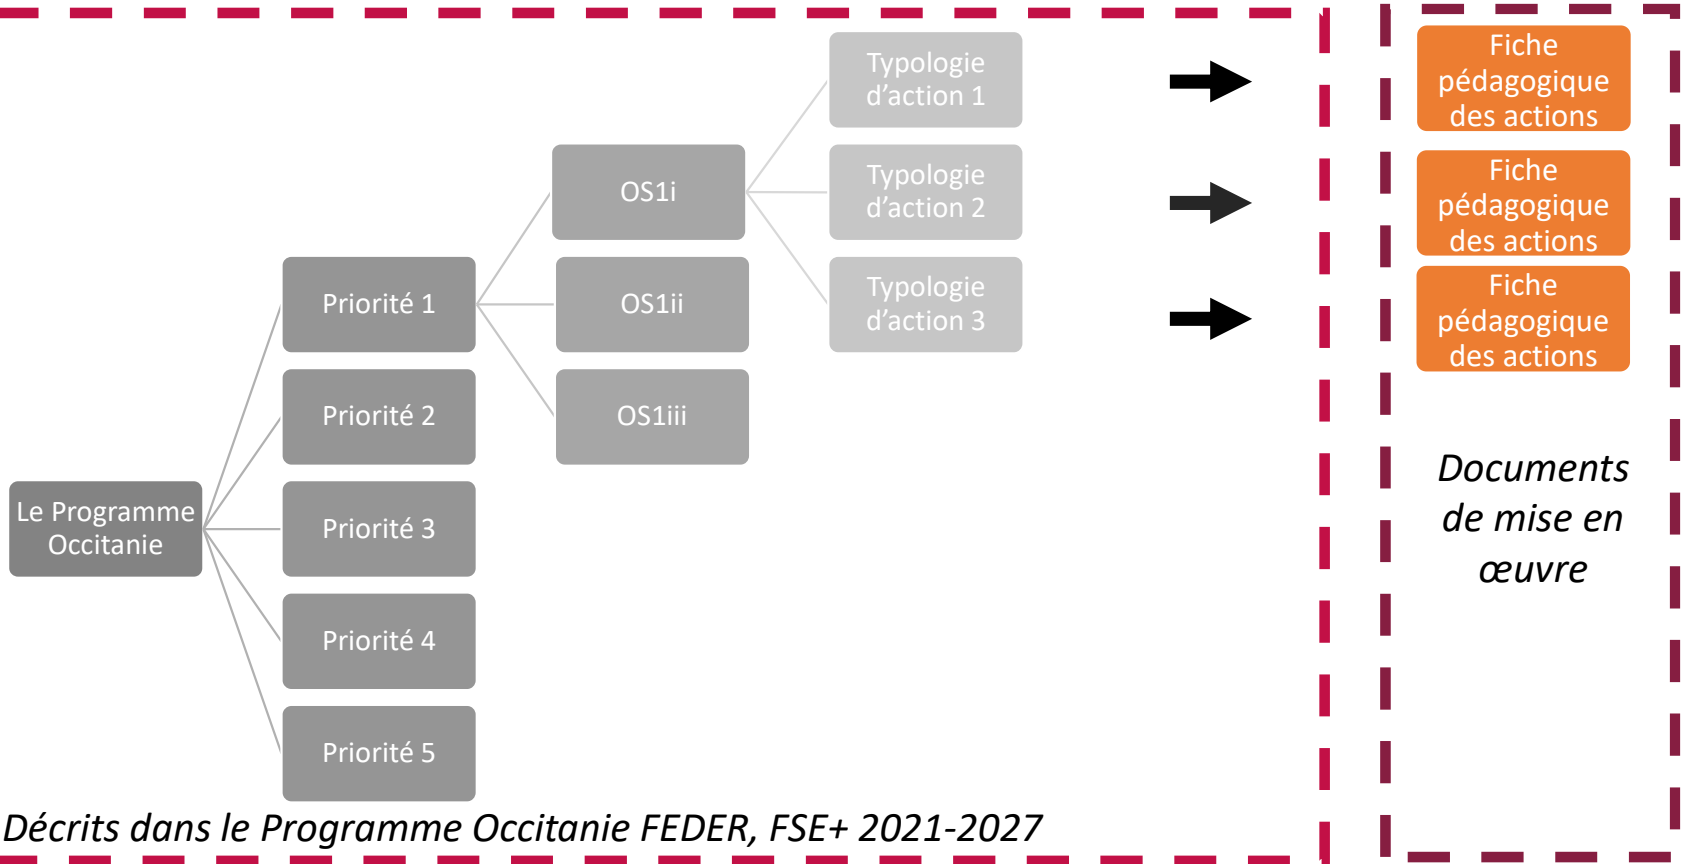 Le Programme
Occitanie
Priorité 1
Priorité 2
Priorité 3
Priorité 4
Priorité 5
OS1i
OS1ii
OS1iii
Typologie
d’action 1
Typologie
d’action 2
Typologie
d’action 3
Décrits dans le Programme Occitanie FEDER, FSE+ 2021-2027
Fiche
pédagogique
des actions
Fiche
pédagogique
des actions
Fiche
pédagogique
des actions
Documents
de mise en
œuvre